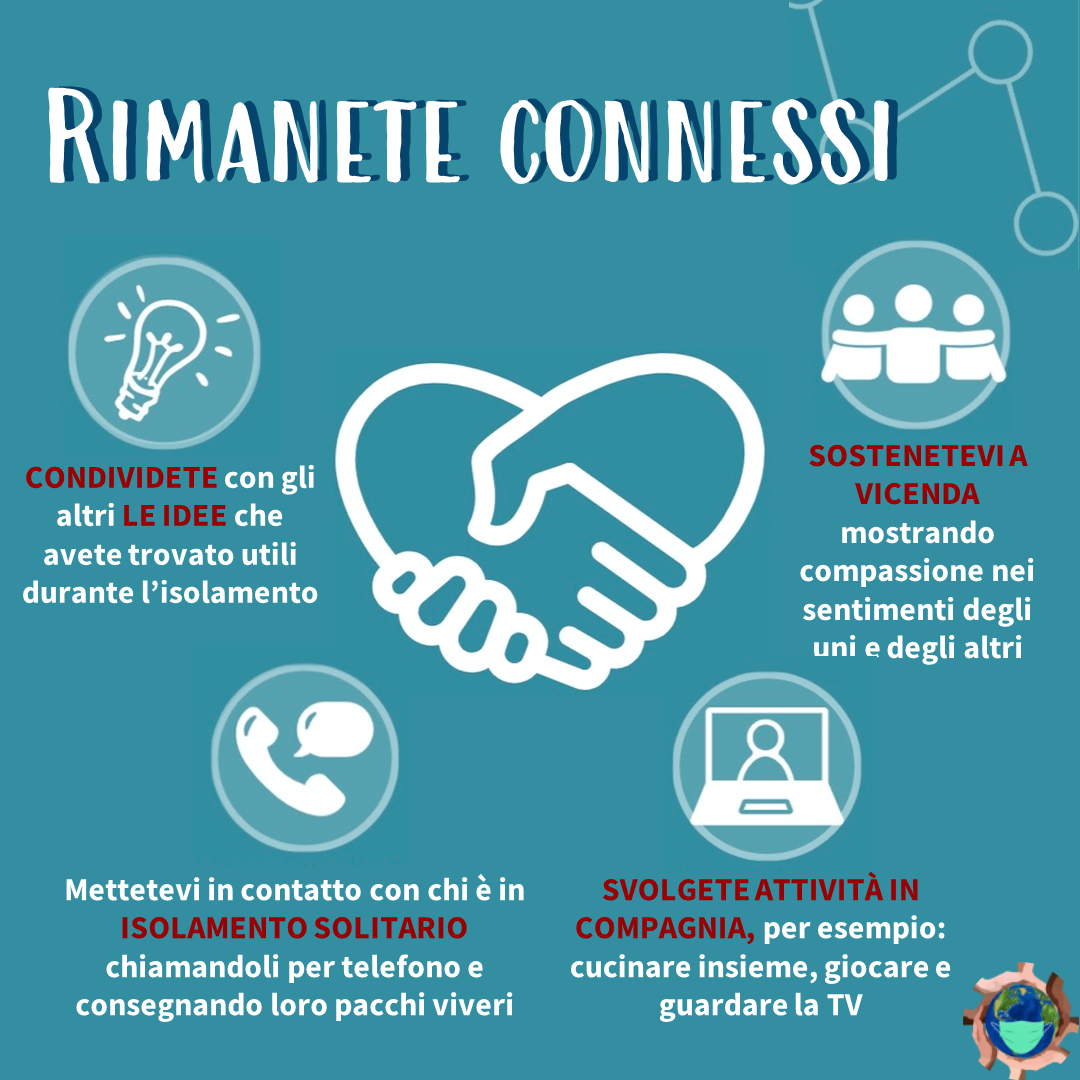 RIMANETE CONNESSI
CONDIVIDETE con gli
altri LE IDEE che
avete trovato utili
durante l’isolamento
SOSTENETEVI A
VICENDA
mostrando
compassione nei
sentimenti degli
uni e degli altri
Mettetevi in contatto con chi è in
ISOLAMENTO SOLITARIO
chiamandoli per telefono e
consegnando loro pacchi viveri
SVOLGETE ATTIVITÀ IN
COMPAGNIA, per esempio:
cucinare insieme, giocare e
guardare la TV